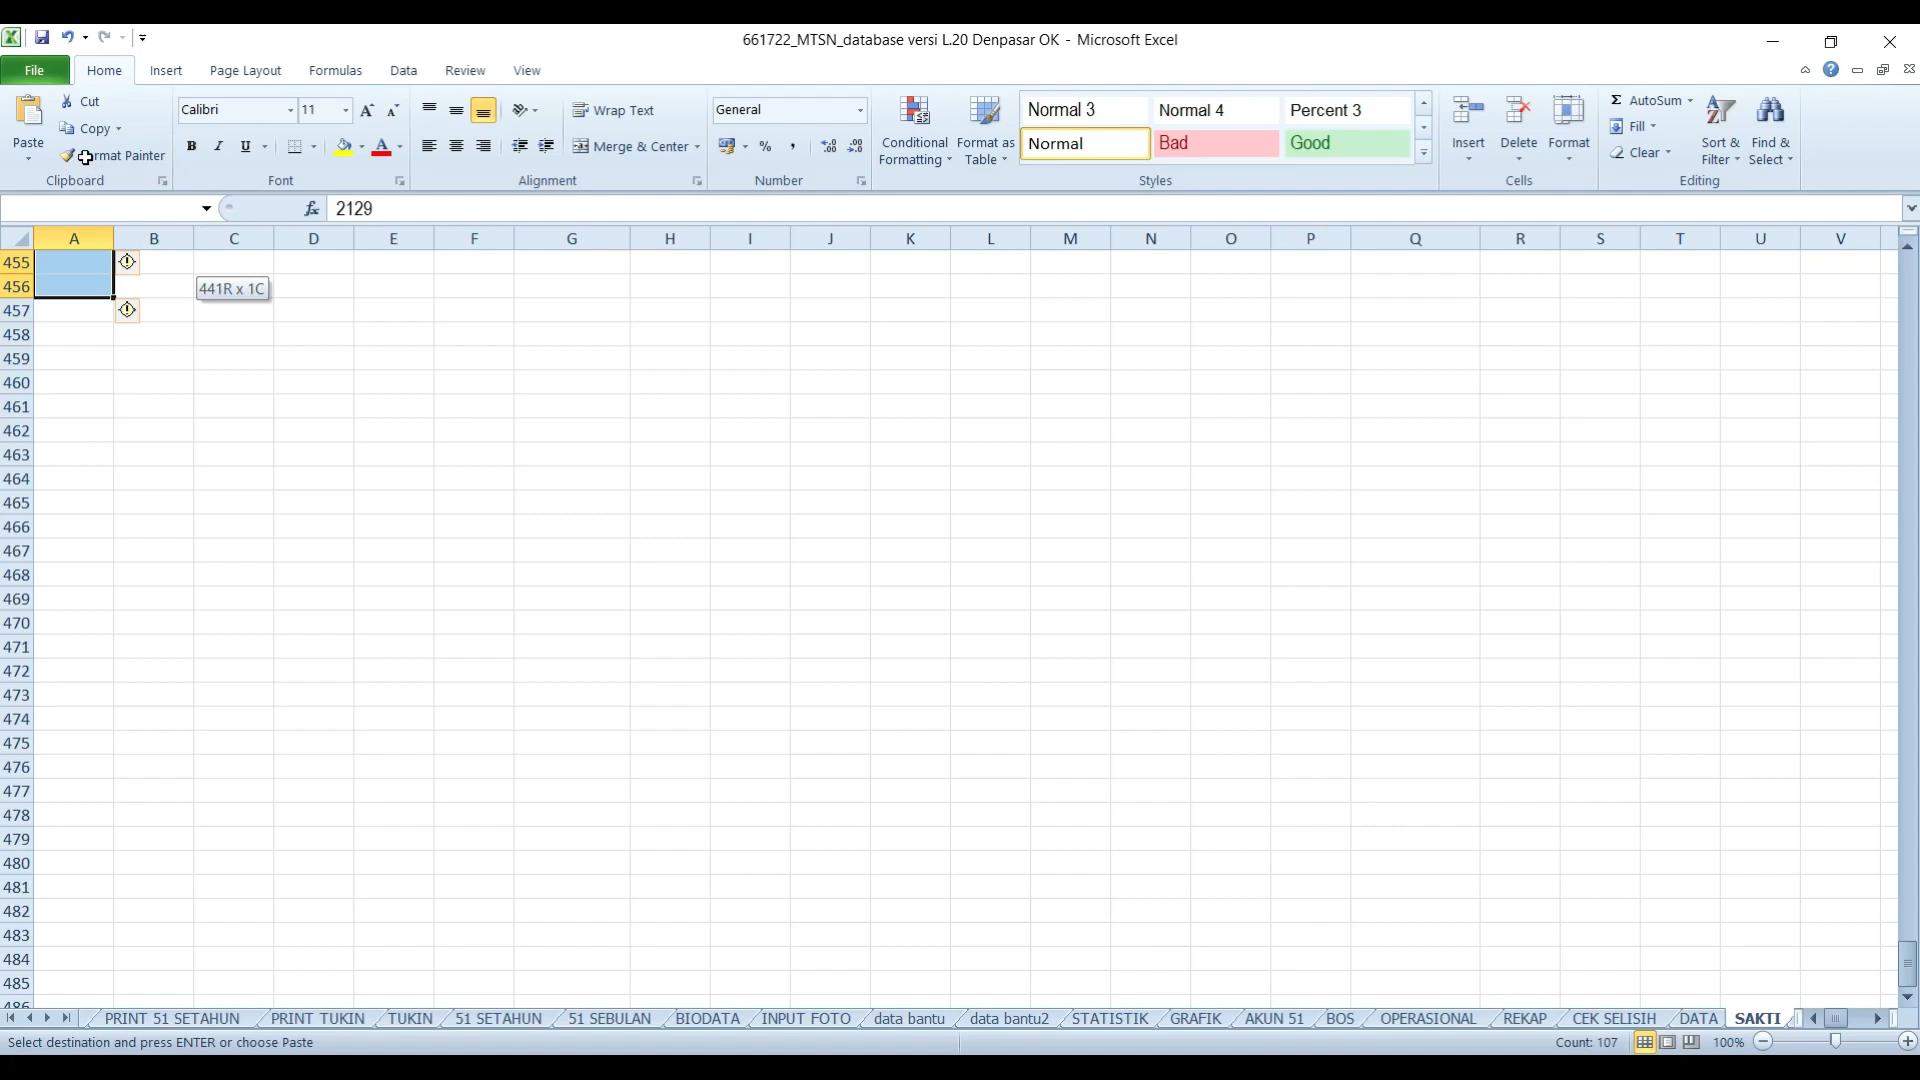 661722_MTSN_database versi L.20 Denpasar OK - Microsoft Excel
File Home Insert Page Layout Formulas Data Review View
Cut
Copy
Format Painter
Paste
Clipboard
Calibri 11
B I U
Font
Wrap Text
Merge & Center
Alignment
General
%
Number
Conditional Formatting
Format as Table
Normal 3 Normal 4 Percent 3
Normal Bad Good
Styles
Insert Delete Format
Cells
AutoSum
Fill
Clear
Sort & Filter
Find & Select
Editing
fx 2129
A B C D E F G H I J K L M N O P Q R S T U V
455
456 441R x 1C
457
458
459
460
461
462
463
464
465
466
467
468
469
470
471
472
473
474
475
476
477
478
479
480
481
482
483
484
485
486
PRINT 51 SETAHUN PRINT TUKIN TUKIN 51 SETAHUN 51 SEBULAN BIODATA INPUT FOTO data bantu data bantu2 STATISTIK GRAFIK AKUN 51 BOS OPERASIONAL REKAP CEK SELISIH DATA SAKTI
Select destination and press ENTER or choose Paste Count: 107 100%